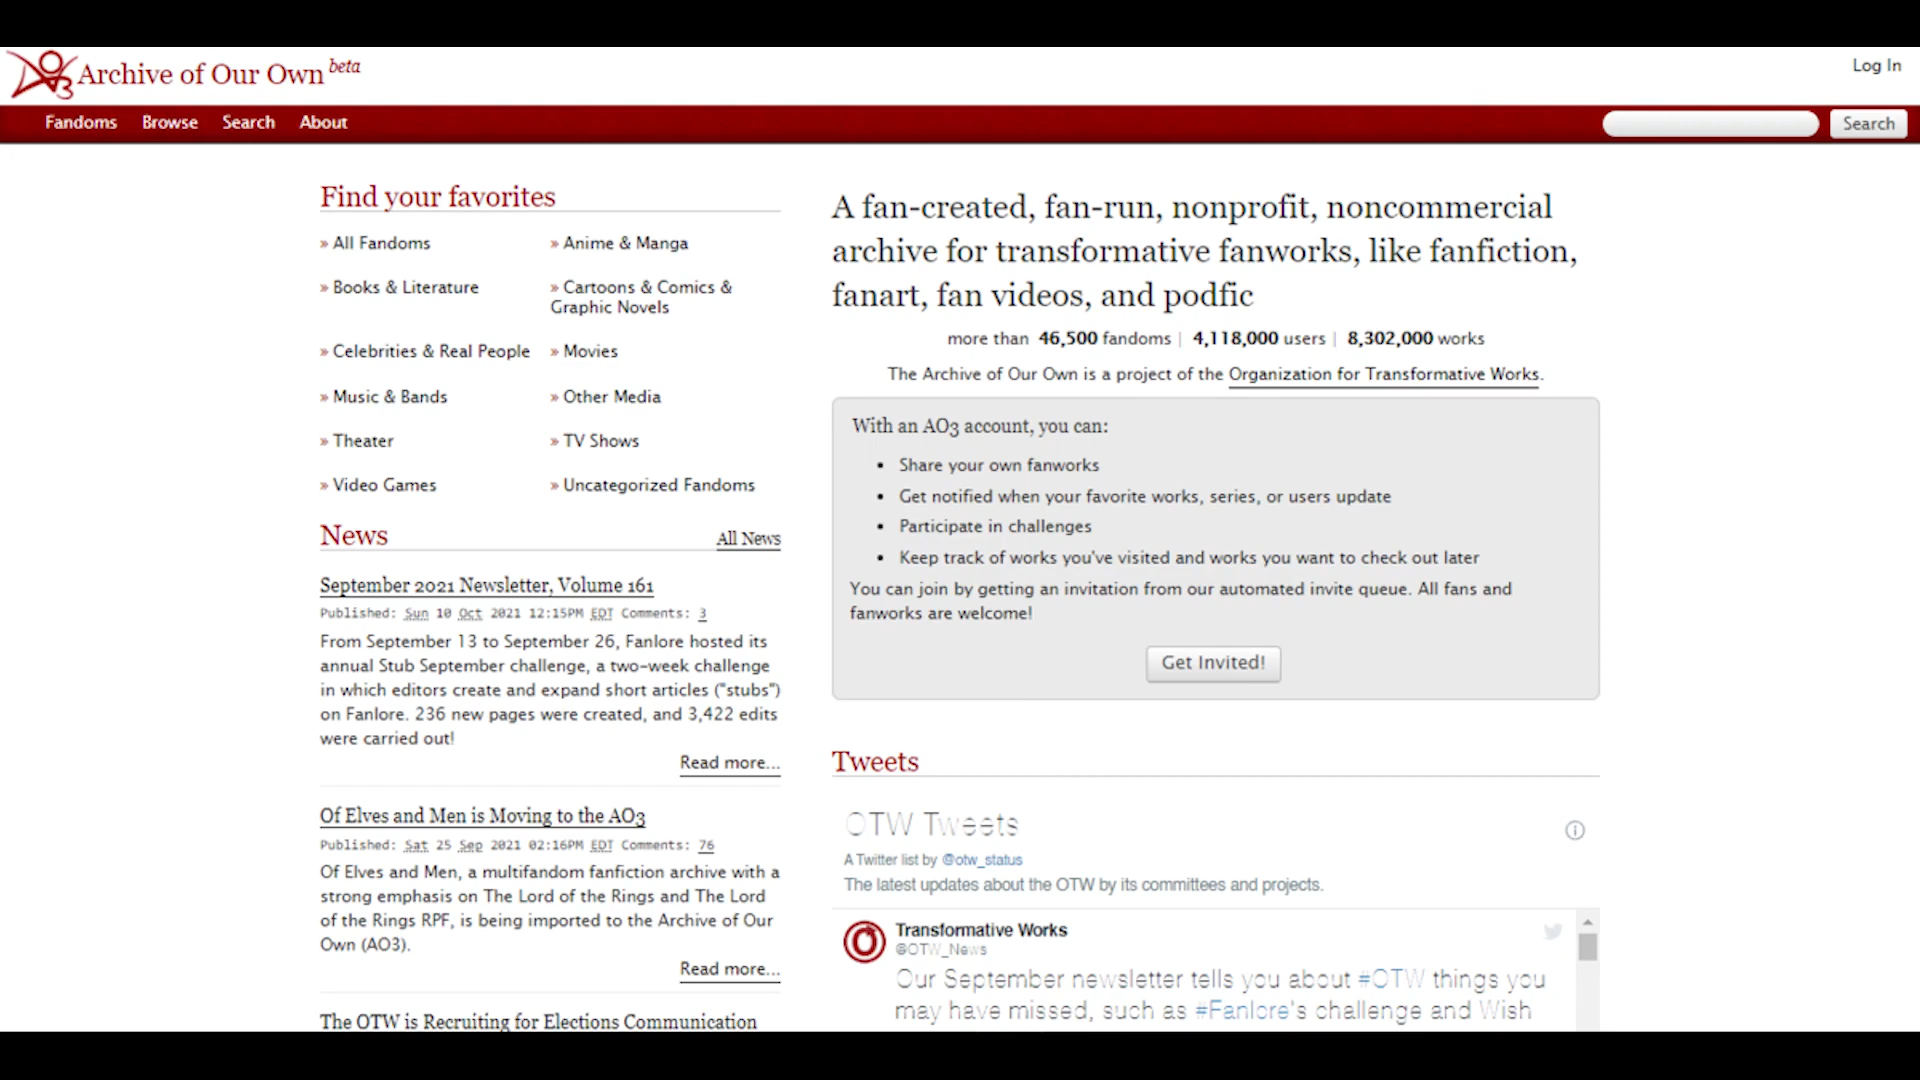 Archive of Our Own beta
Log In
Fandoms Browse Search About
Search
Find your favorites
» All Fandoms
» Anime & Manga
» Books & Literature
» Cartoons & Comics &
Graphic Novels
» Celebrities & Real People
» Movies
» Music & Bands
» Other Media
» Theater
» TV Shows
» Video Games
» Uncategorized Fandoms
News
All News
September 2021 Newsletter, Volume 161
Published: Sun 10 Oct 2021 12:15PM EDT Comments: 3
From September 13 to September 26, Fanlore hosted its
annual Stub September challenge, a two-week challenge
in which editors create and expand short articles ("stubs")
on Fanlore. 236 new pages were created, and 3,422 edits
were carried out!
Read more...
Of Elves and Men is Moving to the AO3
Published: Sat 25 Sep 2021 02:16PM EDT Comments: 76
Of Elves and Men, a multifandom fanfiction archive with a
strong emphasis on The Lord of the Rings and The Lord
of the Rings RPF, is being imported to the Archive of Our
Own (AO3).
Read more...
The OTW is Recruiting for Elections Communication
A fan-created, fan-run, nonprofit, noncommercial
archive for transformative fanworks, like fanfiction,
fanart, fan videos, and podfic
more than 46,500 fandoms | 4,118,000 users | 8,302,000 works
The Archive of Our Own is a project of the Organization for Transformative Works.
With an AO3 account, you can:
• Share your own fanworks
• Get notified when your favorite works, series, or users update
• Participate in challenges
• Keep track of works you've visited and works you want to check out later
You can join by getting an invitation from our automated invite queue. All fans and
fanworks are welcome!
Get Invited!
Tweets
OTW Tweets
A Twitter list by @otw_status
The latest updates about the OTW by its committees and projects.
Transformative Works
@OTW_News
Our September newsletter tells you about #OTW things you
may have missed, such as #Fanlore's challenge and Wish